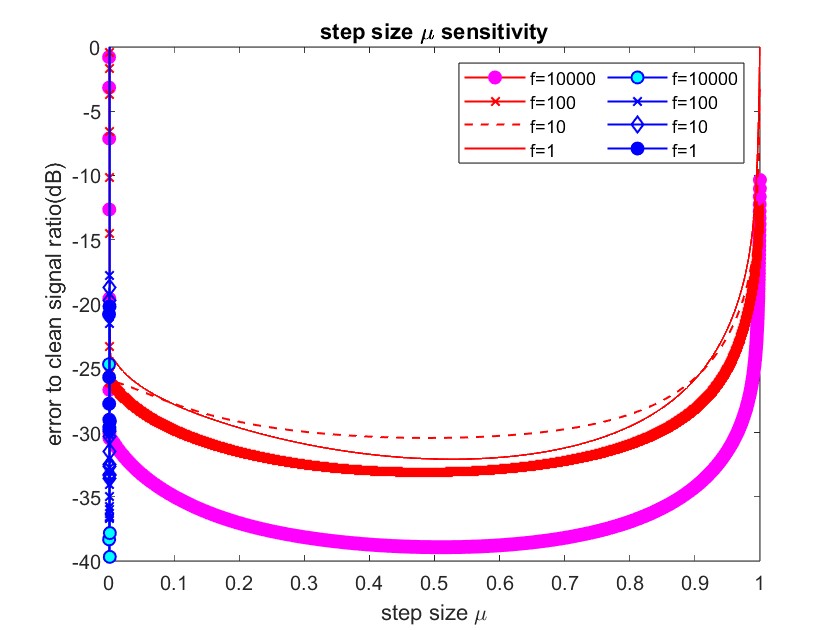 step size μ sensitivity
error to clean signal ratio(dB)
0
-5
-10
-15
-20
-25
-30
-35
-40
f=10000 f=10000
f=100 f=100
f=10 f=10
f=1 f=1
0 0.1 0.2 0.3 0.4 0.5 0.6 0.7 0.8 0.9 1
step size μ